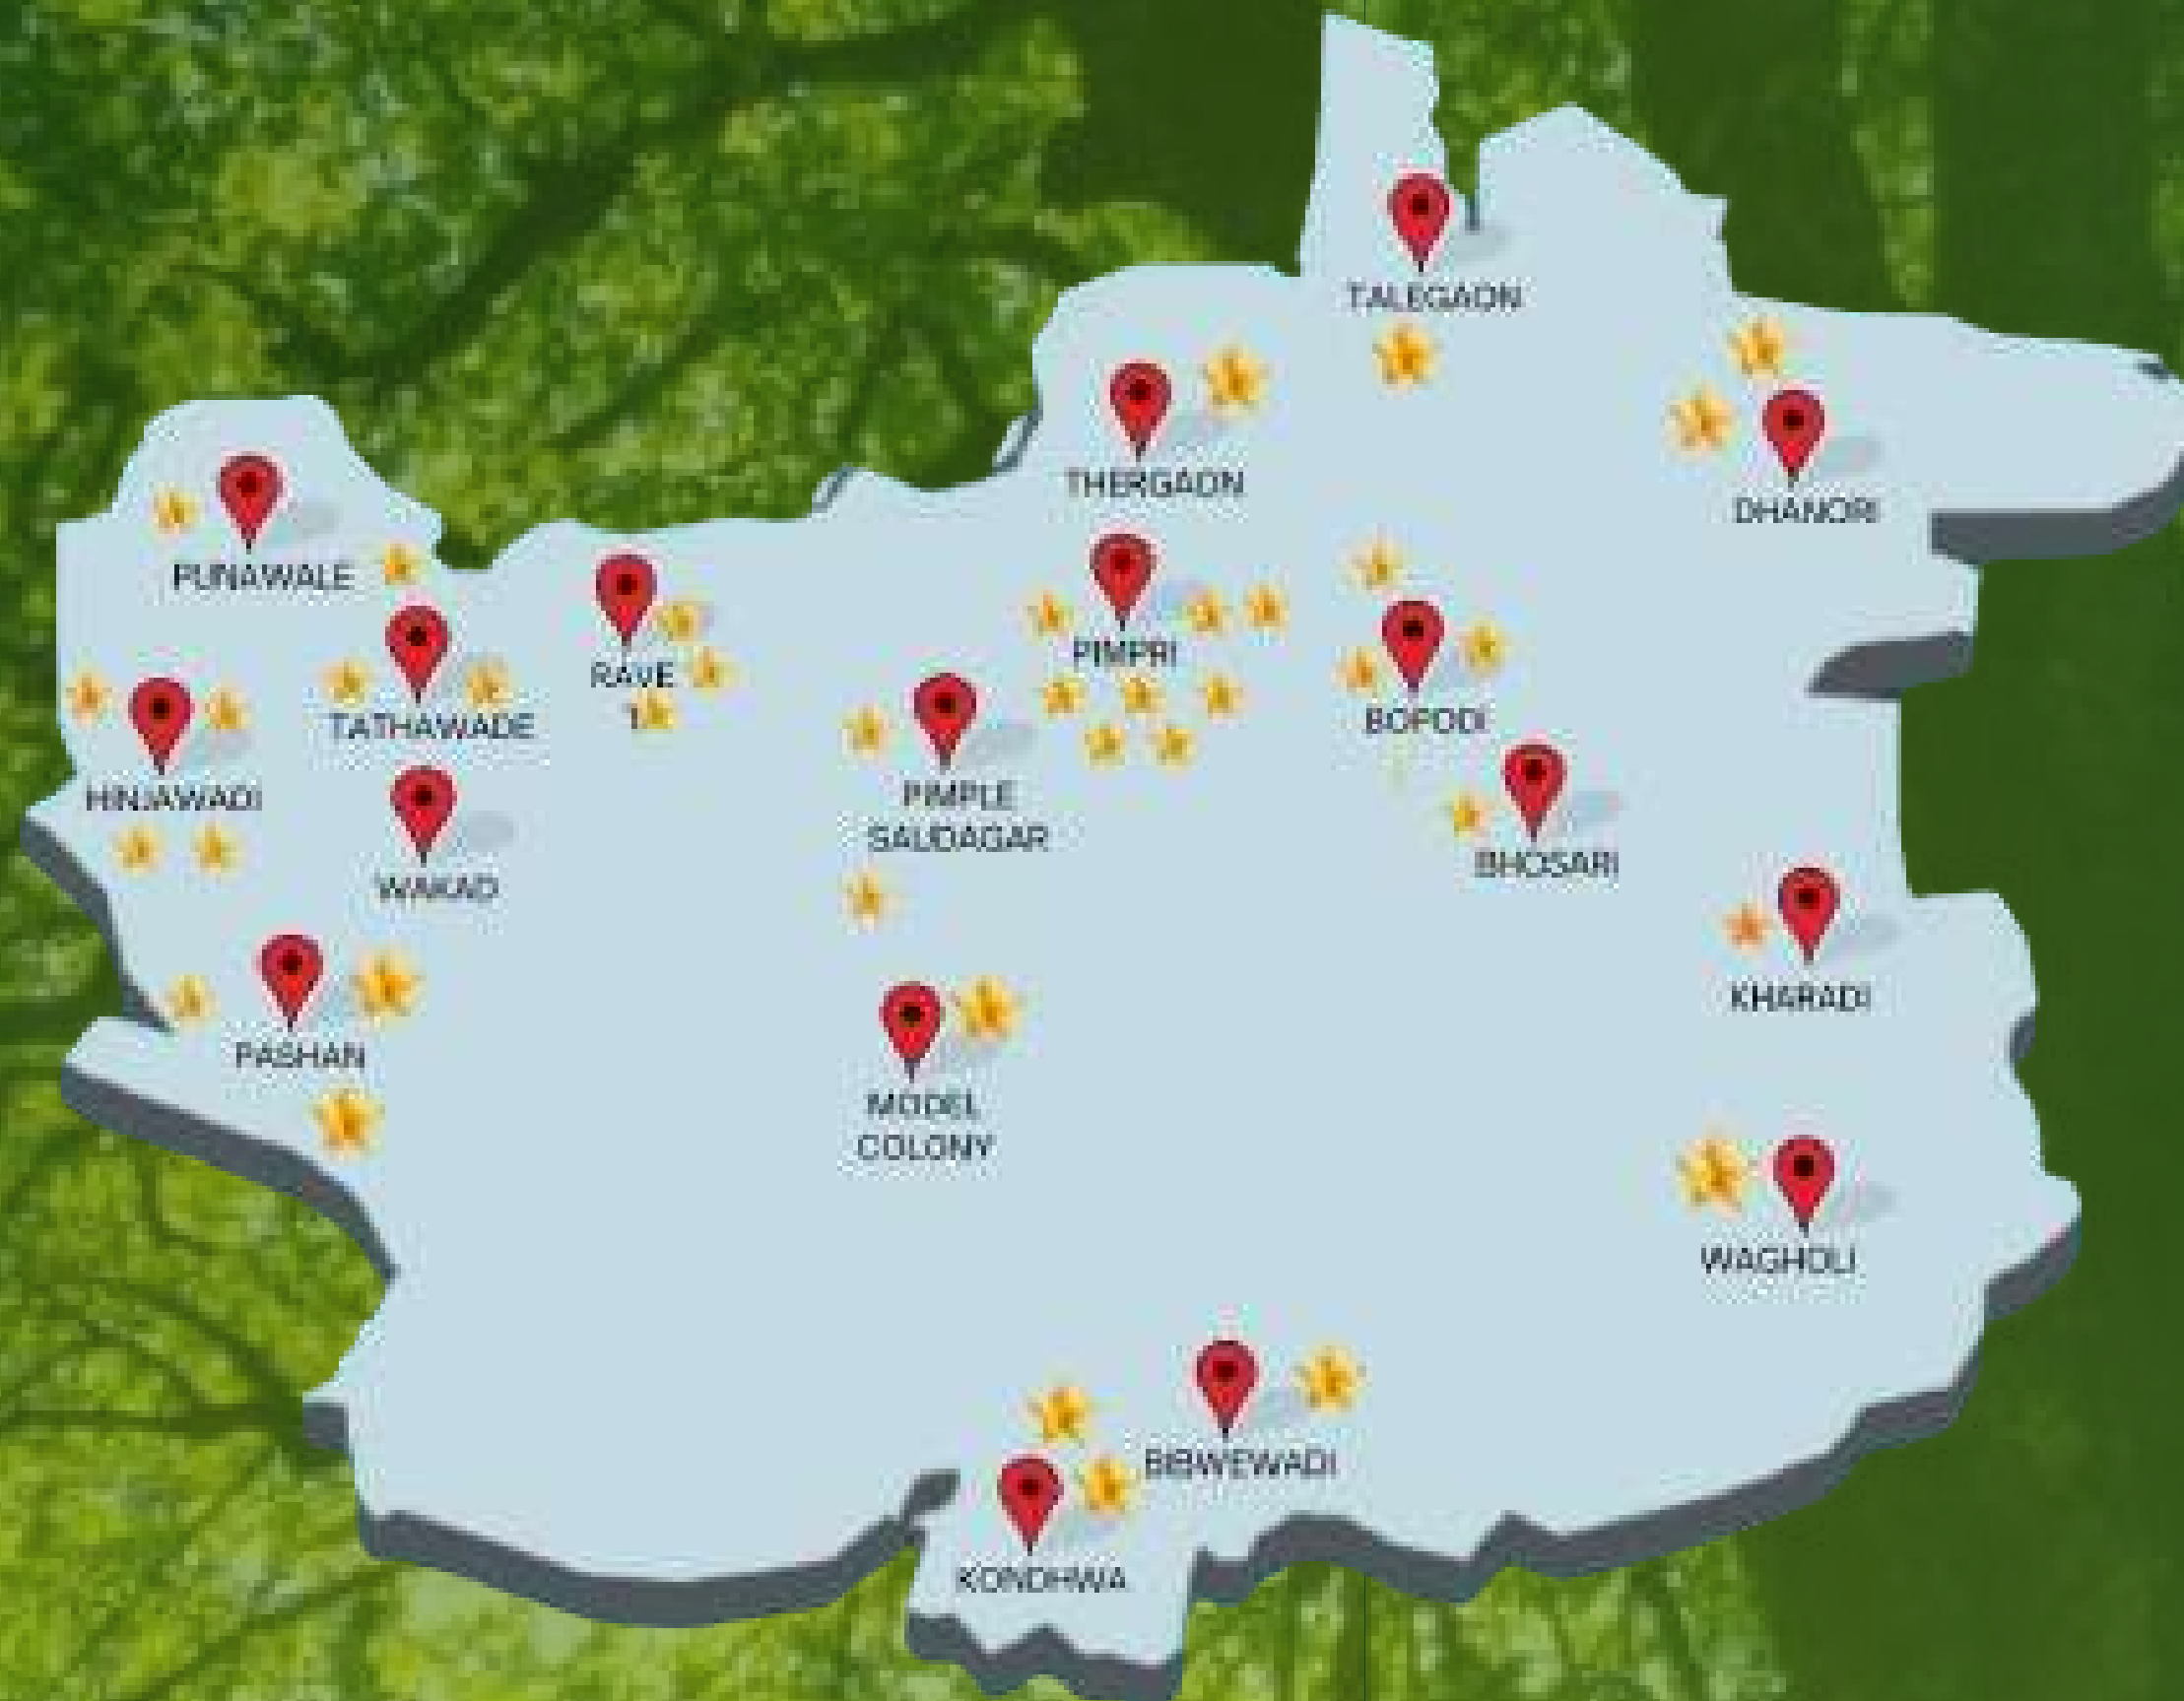 TALEGAON
THERGAON
DHANORI
PUNAWALE
PIMPRI
RAVE
T
BOPODI
TATHAWADE
HINJAWADI
PIMPLE
SAUDAGAR
BHOSARI
WAKAD
KHARADI
PASHAN
MODEL
COLONY
WAGHOLI
BIBWEWADI
KONDHWA